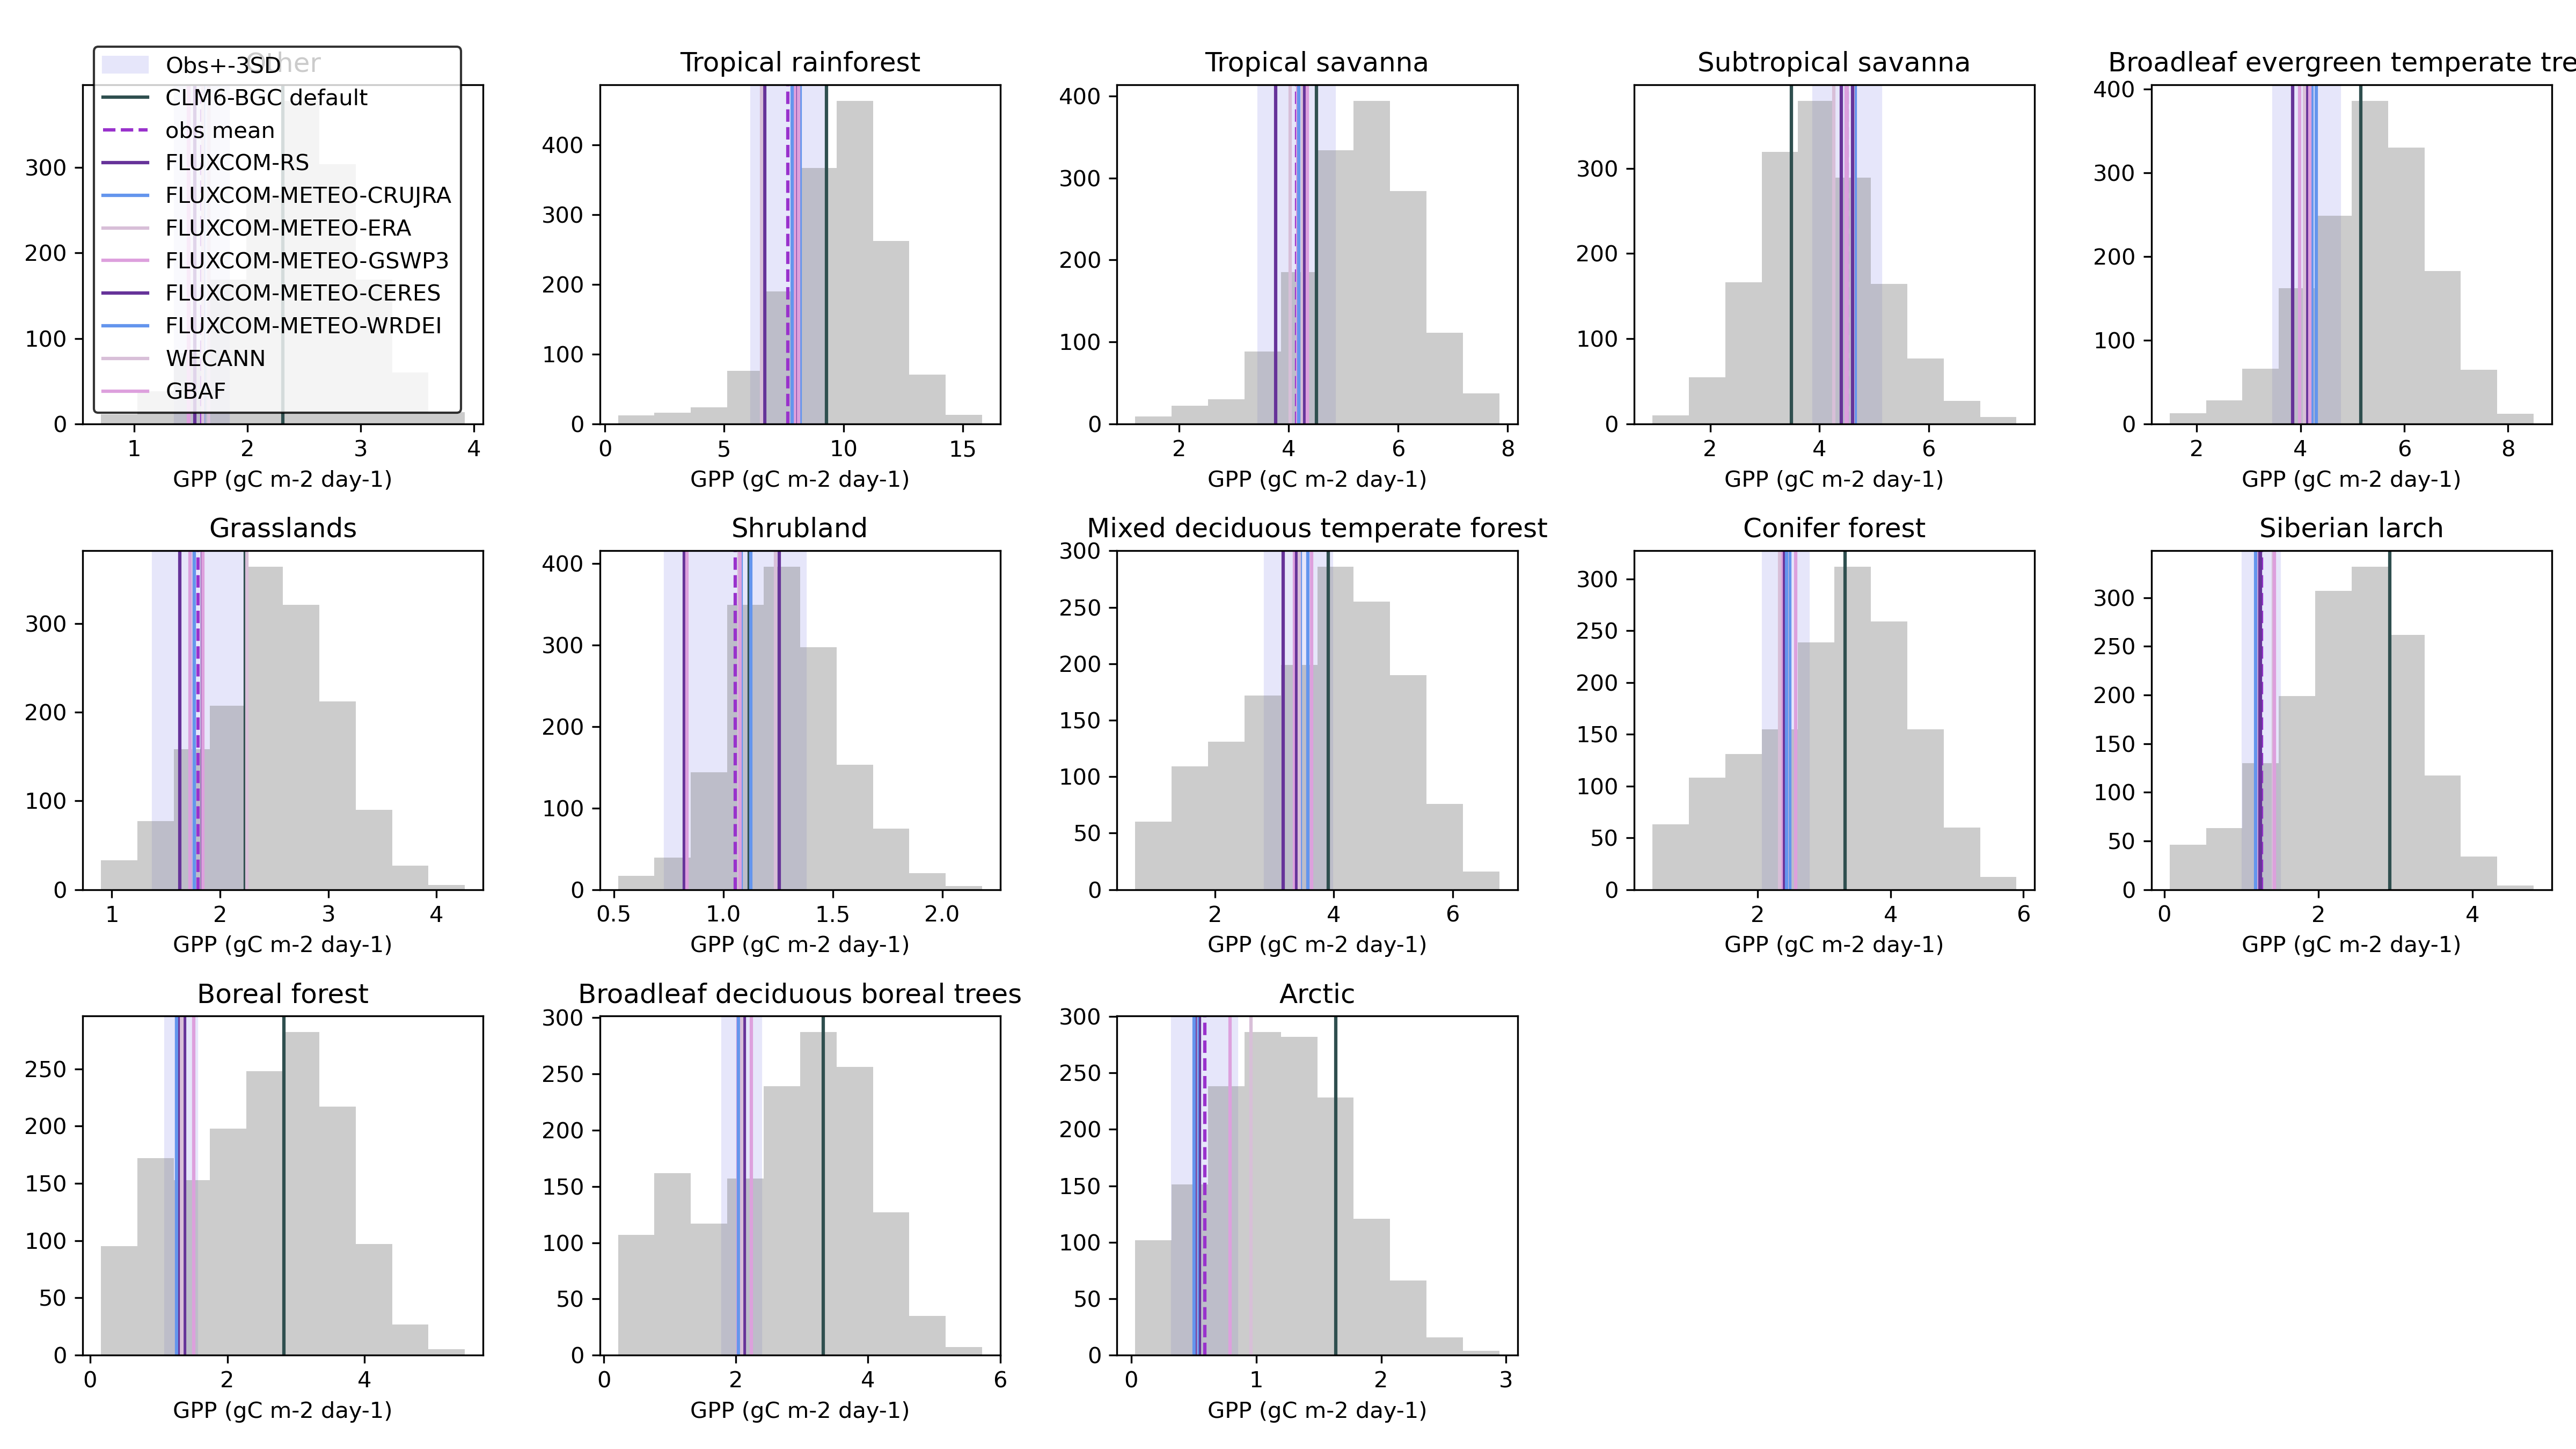 Other
Obs+-3SD
CLM6-BGC default
obs mean
FLUXCOM-RS
FLUXCOM-METEO-CRUJRA
FLUXCOM-METEO-ERA
FLUXCOM-METEO-GSWP3
FLUXCOM-METEO-CERES
FLUXCOM-METEO-WRDEI
WECANN
GBAF
300
200
100
0
1 2 3 4
GPP (gC m-2 day-1)
Tropical rainforest
400
300
200
100
0
0 5 10 15
GPP (gC m-2 day-1)
Tropical savanna
400
300
200
100
0
2 4 6 8
GPP (gC m-2 day-1)
Subtropical savanna
300
200
100
0
2 4 6
GPP (gC m-2 day-1)
Broadleaf evergreen temperate tre
400
300
200
100
0
2 4 6 8
GPP (gC m-2 day-1)
Grasslands
300
200
100
0
1 2 3 4
GPP (gC m-2 day-1)
Shrubland
400
300
200
100
0
0.5 1.0 1.5 2.0
GPP (gC m-2 day-1)
Mixed deciduous temperate forest
300
250
200
150
100
50
0
2 4 6
GPP (gC m-2 day-1)
Conifer forest
300
250
200
150
100
50
0
2 4 6
GPP (gC m-2 day-1)
Siberian larch
300
250
200
150
100
50
0
0 2 4
GPP (gC m-2 day-1)
Boreal forest
250
200
150
100
50
0
0 2 4
GPP (gC m-2 day-1)
Broadleaf deciduous boreal trees
300
250
200
150
100
50
0
0 2 4 6
GPP (gC m-2 day-1)
Arctic
300
250
200
150
100
50
0
0 1 2 3
GPP (gC m-2 day-1)